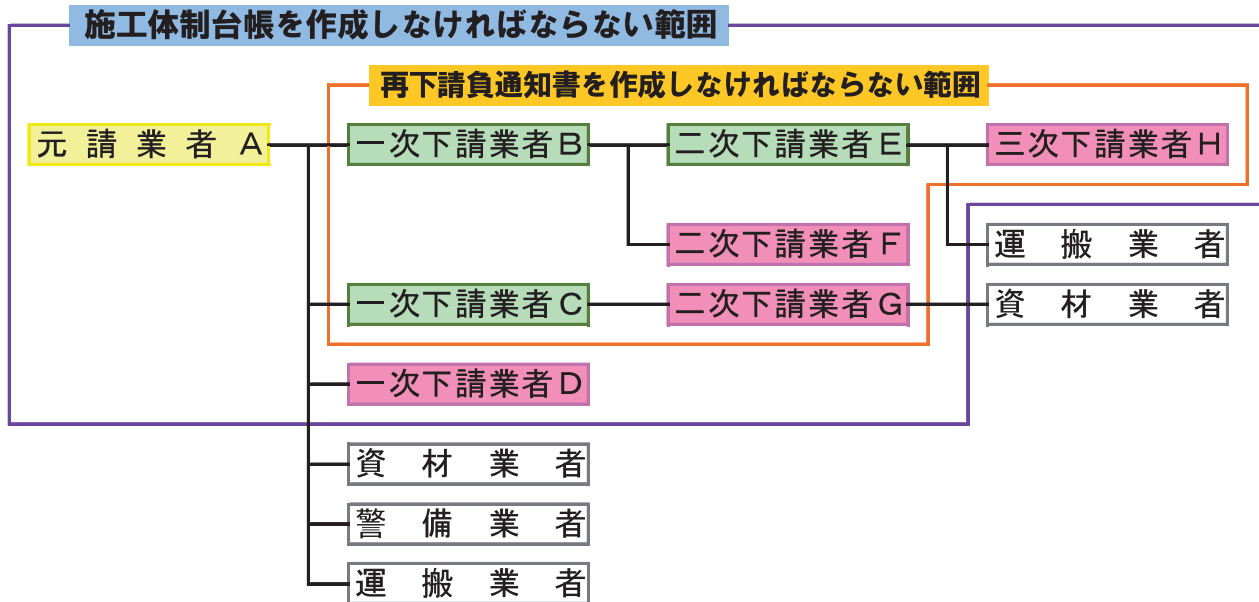 施工体制台帳を作成しなければならない範囲
再下請負通知書を作成しなければならない範囲
元請業者A
一次下請業者B
二次下請業者E
三次下請業者H
二次下請業者F
運搬業者
一次下請業者C
二次下請業者G
資材業者
一次下請業者D
資材業者
警備業者
運搬業者